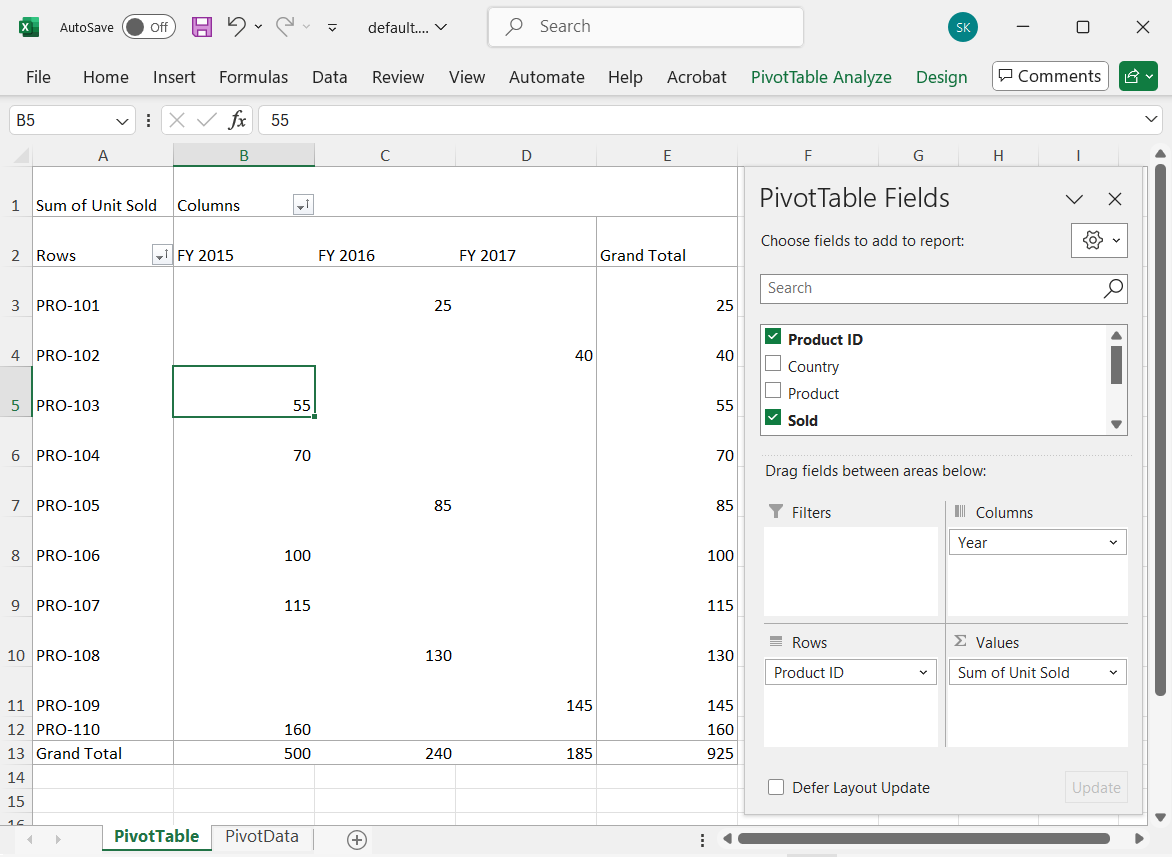 AutoSave Off default.... Search SK
File Home Insert Formulas Data Review View Automate Help Acrobat PivotTable Analyze Design Comments
B5 fx 55
A B C D E F G H I
1 Sum of Unit Sold Columns
2 Rows FY 2015 FY 2016 FY 2017 Grand Total
3 PRO-101 25 25
4 PRO-102 40 40
5 PRO-103 55 55
6 PRO-104 70 70
7 PRO-105 85 85
8 PRO-106 100 100
9 PRO-107 115 115
10 PRO-108 130 130
11 PRO-109 145 145
12 PRO-110 160 160
13 Grand Total 500 240 185 925
14
15
16
PivotTable Fields
Choose fields to add to report:
Search
Product ID
Country
Product
Sold
Drag fields between areas below:
Filters Columns
Year
Rows Values
Product ID Sum of Unit Sold
Defer Layout Update Update
PivotTable PivotData